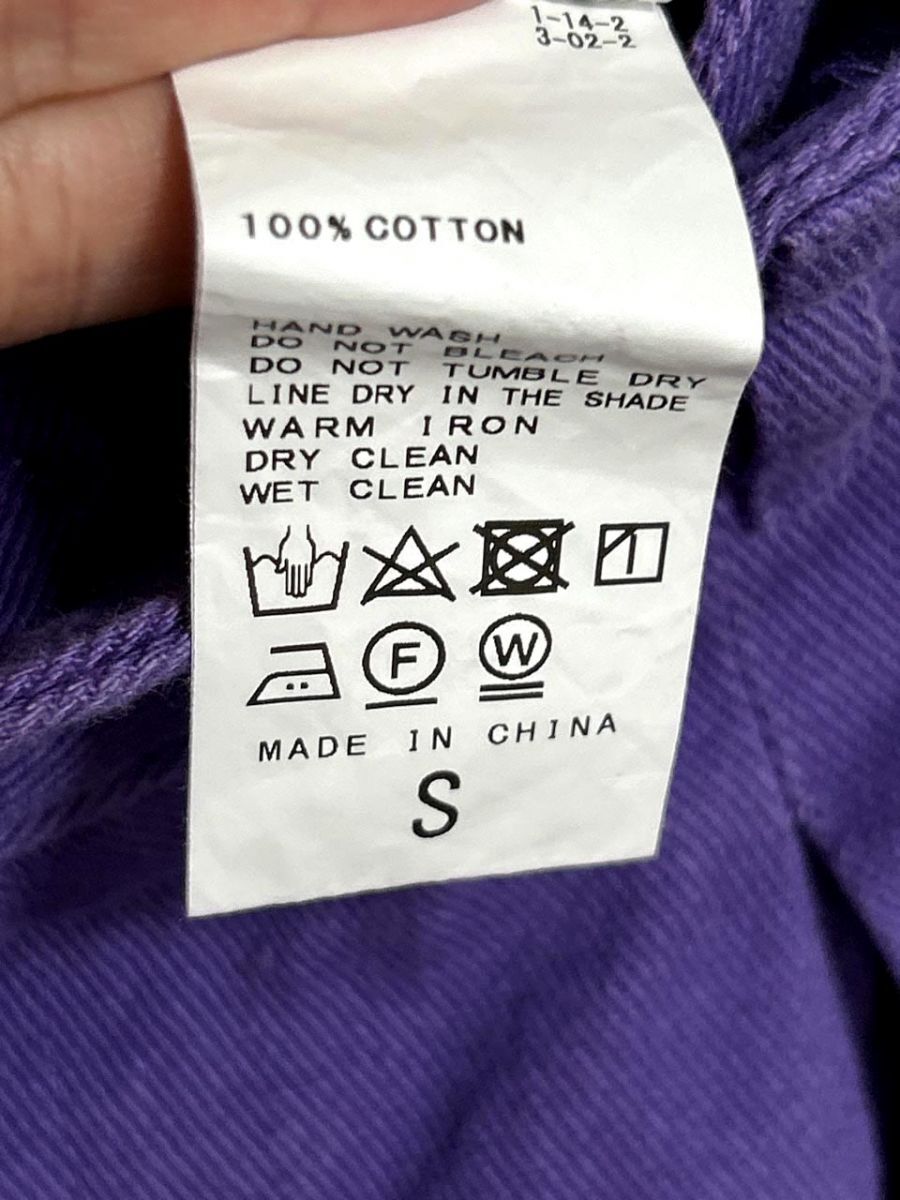 1-14-2
3-02-2
100% COTTON
HAND WASH
DO NOT BLEACH
DO NOT TUMBLE DRY
LINE DRY IN THE SHADE
WARM IRON
DRY CLEAN
WET CLEAN
F
W
MADE IN CHINA
S